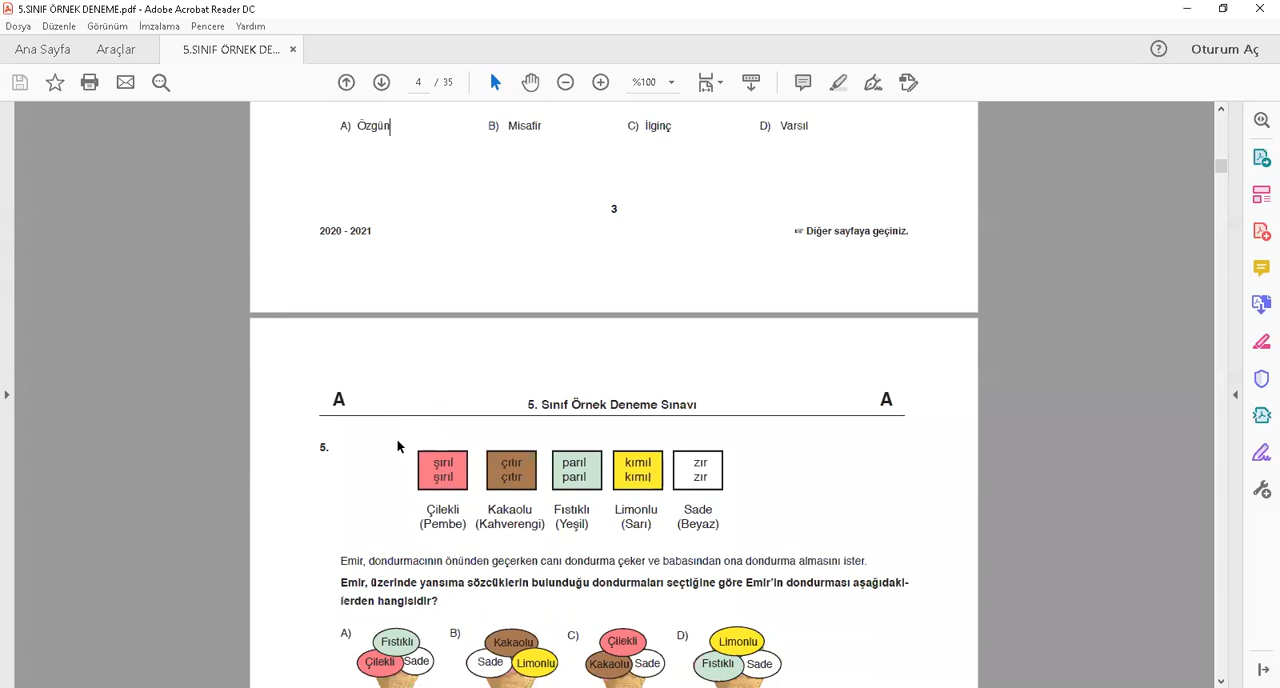 5.SINIF ÖRNEK DENEME.pdf - Adobe Acrobat Reader DC
Dosya Düzenle Görünüm İmzalama Pencere Yardım
Ana Sayfa Araçlar 5.SINIF ÖRNEK DE... × ? Oturum Aç
4 / 35 %100
A) Özgün B) Misafir C) İlginç D) Varsıl
3
2020 - 2021 ☞ Diğer sayfaya geçiniz.
A 5. Sınıf Örnek Deneme Sınavı A
5.
şırıl çıtır parıl kımıl zır
şırıl çıtır parıl kımıl zır
Çilekli Kakaolu Fıstıklı Limonlu Sade
(Pembe) (Kahverengi) (Yeşil) (Sarı) (Beyaz)
Emir, dondurmacının önünden geçerken canı dondurma çeker ve babasından ona dondurma almasını ister.
Emir, üzerinde yansıma sözcüklerin bulunduğu dondurmaları seçtiğine göre Emir'in dondurması aşağıdaki-
lerden hangisidir?
A) Fıstıklı B) Kakaolu C) Çilekli D) Limonlu
Çilekli Sade Sade Limonlu Kakaolu Sade Fıstıklı Sade